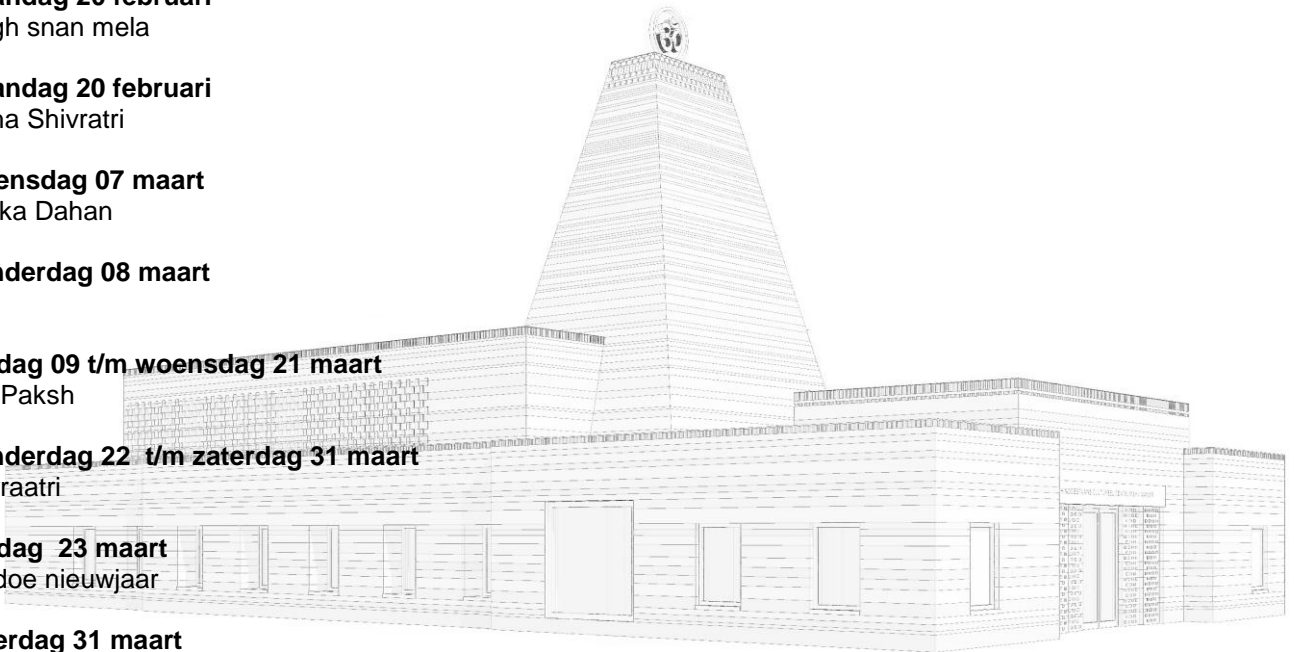 andag 20 februari
gh snan mela
andag 20 februari
na Shivratri
ensdag 07 maart
ka Dahan
nderdag 08 maart
dag 09 t/m woensdag 21 maart
Paksh
nderdag 22 t/m zaterdag 31 maart
raatri
dag 23 maart
doe nieuwjaar
erdag 31 maart